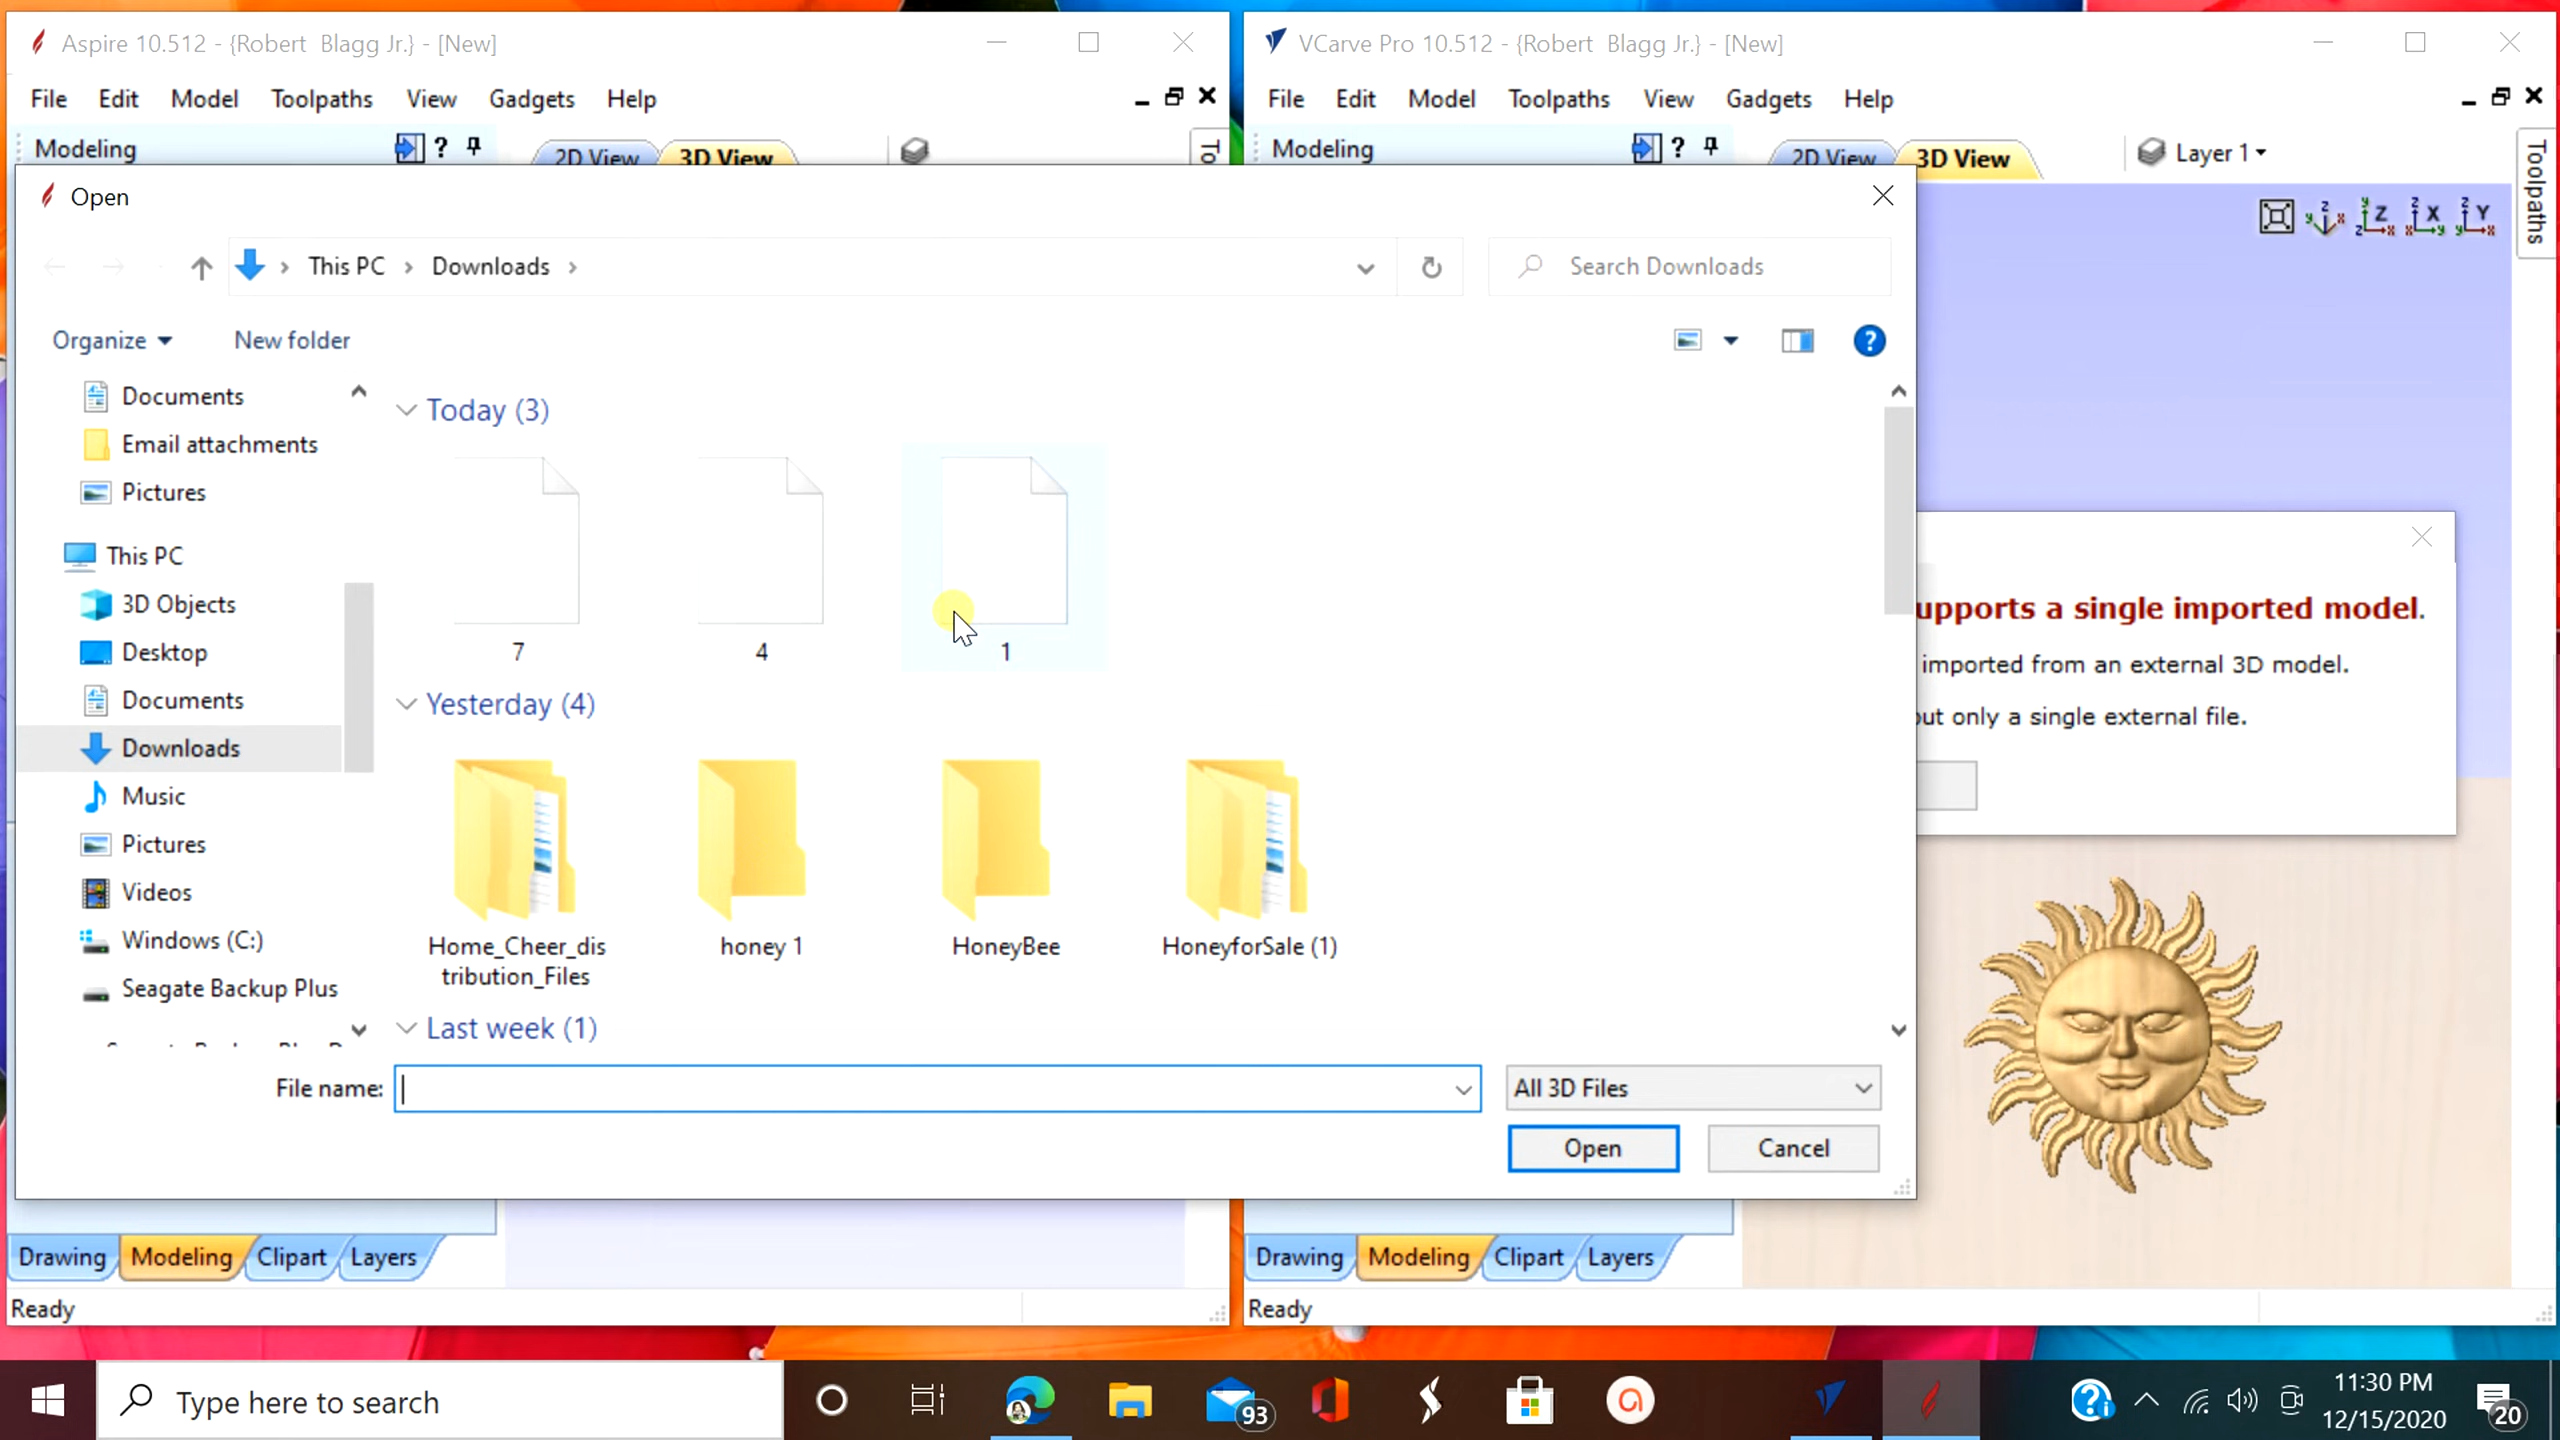 Aspire 10.512 - {Robert Blagg Jr.} - [New]
File Edit Model Toolpaths View Gadgets Help
Modeling ?
2D View 3D View
To
VCarve Pro 10.512 - {Robert Blagg Jr.} - [New]
File Edit Model Toolpaths View Gadgets Help
Modeling ?
2D View 3D View Layer 1
Toolpaths
Open
This PC > Downloads >
Search Downloads
Organize New folder
?
Documents
Email attachments
Pictures
This PC
3D Objects
Desktop
Documents
Downloads
Music
Pictures
Videos
Windows (C:)
Seagate Backup Plus
Today (3)
7 4 1
Yesterday (4)
Home_Cheer_dis
tribution_Files
honey 1
HoneyBee
HoneyforSale (1)
Last week (1)
File name:
All 3D Files
Open Cancel
upports a single imported model.
imported from an external 3D model.
but only a single external file.
Drawing Modeling Clipart Layers
Ready
Drawing Modeling Clipart Layers
Ready
Type here to search
93
11:30 PM
12/15/2020
20